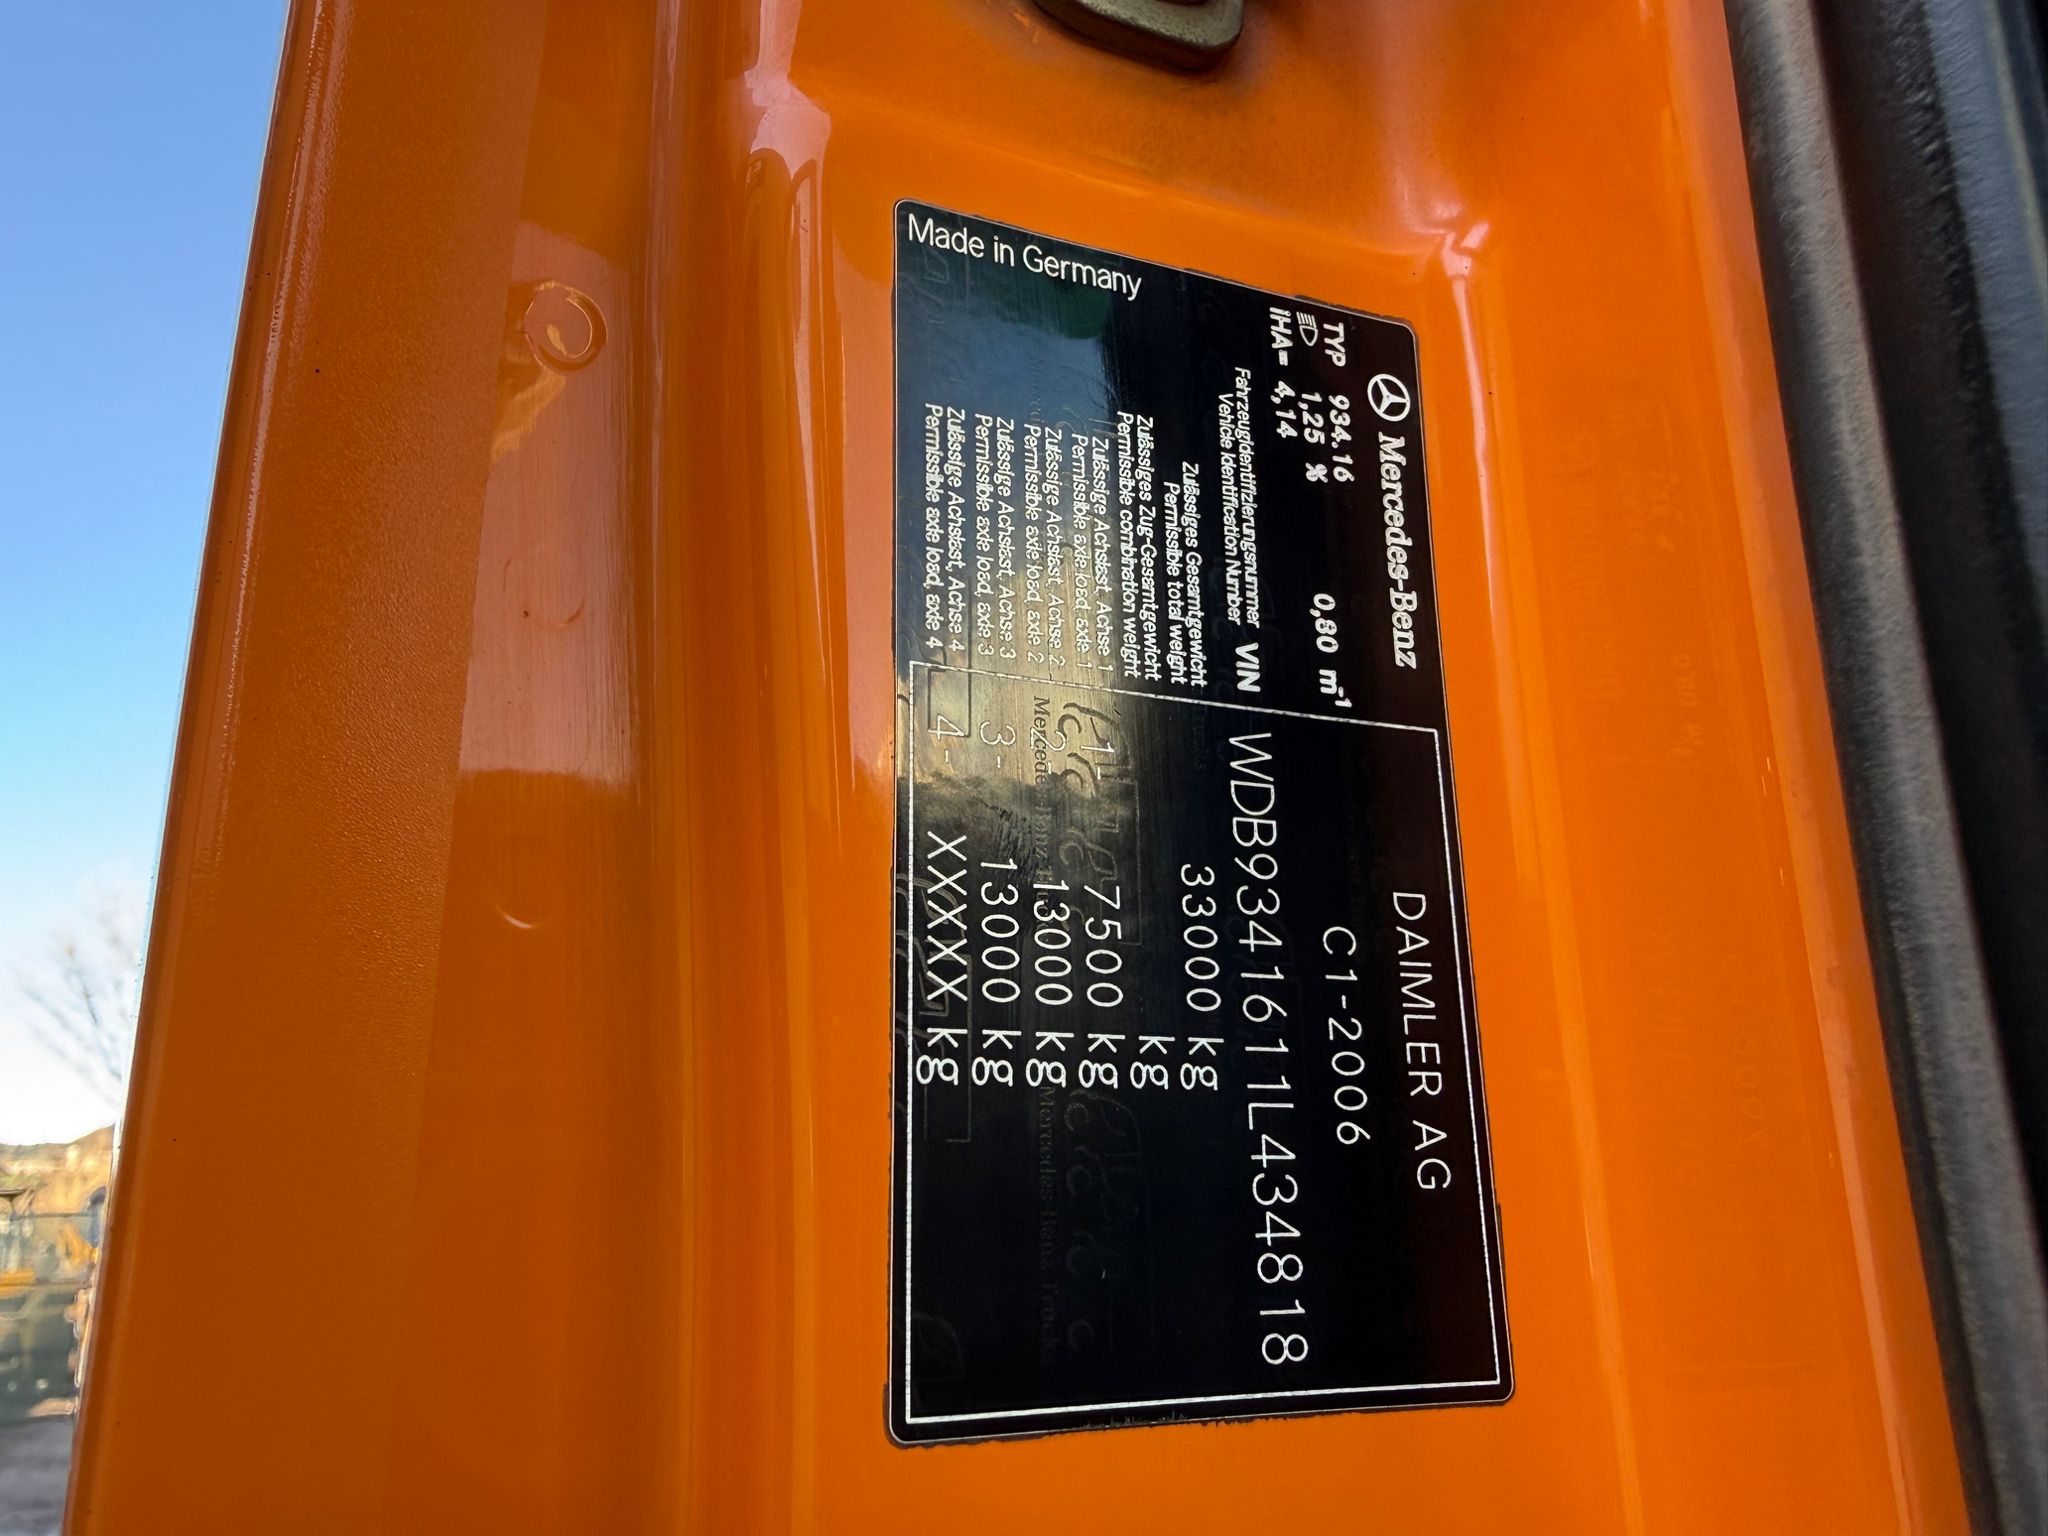 Mercedes-Benz
TYP 934.16
1,25 % 0,80 m-1
IHA= 4,14
DAIMLER AG
C1-2006
Fahrzeugidentifizierungsnummer
Vehicle Identification Number VIN WDB9341611L434818
Zulässiges Gesamtgewicht
Permissible total weight 33000 kg
Zulässiges Zug-Gesamtgewicht
Permissible combination weight kg
Zulässige Achslast, Achse 1
Permissible axle load, axle 1 1- 7500 kg
Zulässige Achslast, Achse 2
Permissible axle load, axle 2 2- 13000 kg
Zulässige Achslast, Achse 3
Permissible axle load, axle 3 3- 13000 kg
Zulässige Achslast, Achse 4
Permissible axle load, axle 4 4- XXXXX kg
Made in Germany